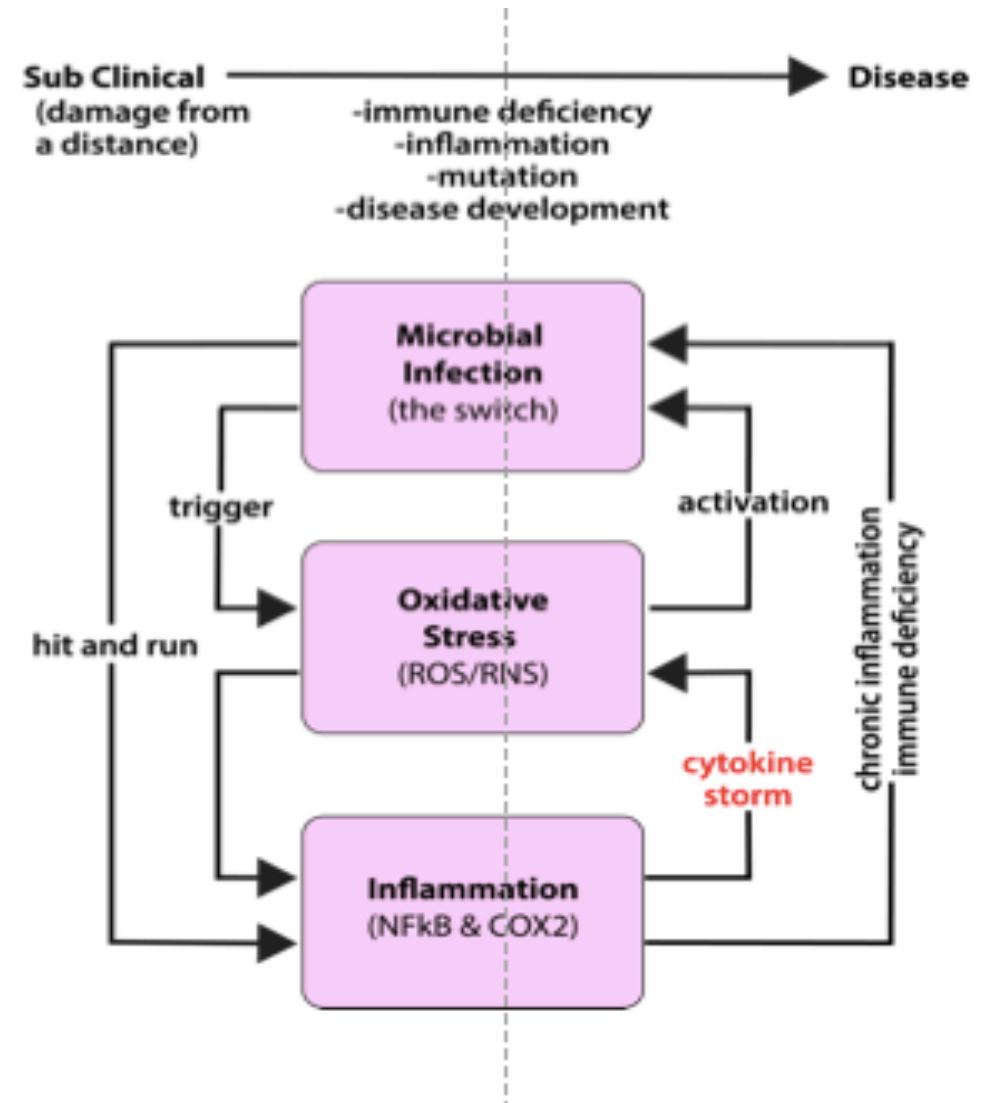 Sub Clinical
(damage from
a distance)
Disease
-immune deficiency
-inflammation
-mutation
-disease development
Microbial
Infection
(the switch)
trigger
activation
Oxidative
Stress
(ROS/RNS)
hit and run
chronic inflammation
immune deficiency
cytokine
storm
Inflammation
(NFkB & COX2)